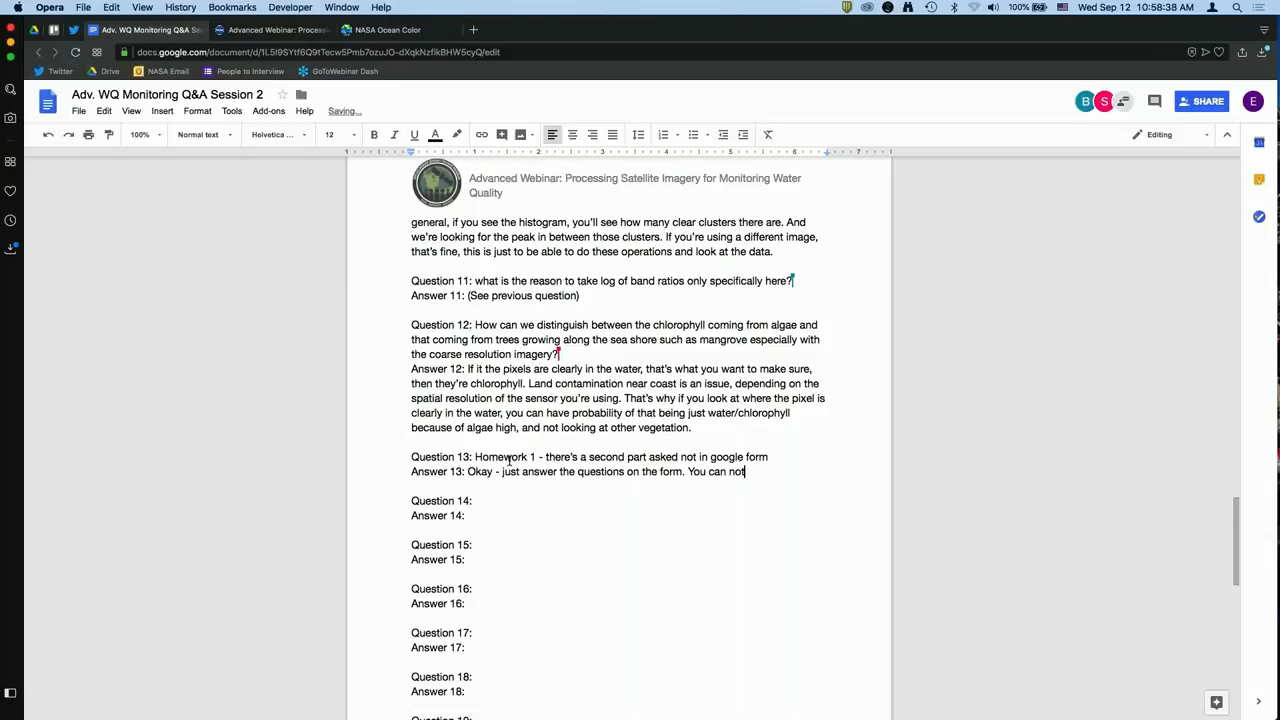 Opera File Edit View History Bookmarks Developer Window Help 100% Wed Sep 12 10:58:38 AM
Adv. WQ Monitoring Q&A Se Advanced Webinar: Processi NASA Ocean Color
docs.google.com/document/d/1L5I9SYtf6Q9tTecw5Pmb7ozuJO-dXqkNzfikBHW5cyQ/edit
Twitter Drive NASA Email People to Interview GoToWebinar Dash
Adv. WQ Monitoring Q&A Session 2
File Edit View Insert Format Tools Add-ons Help Saving...
B S SHARE E
100% Normal text Helvetica ... 12 B I U A Editing
1 1 2 3 4 5 6 7
Advanced Webinar: Processing Satellite Imagery for Monitoring Water
Quality
general, if you see the histogram, you'll see how many clear clusters there are. And
we're looking for the peak in between those clusters. If you're using a different image,
that's fine, this is just to be able to do these operations and look at the data.
Question 11: what is the reason to take log of band ratios only specifically here?
Answer 11: (See previous question)
Question 12: How can we distinguish between the chlorophyll coming from algae and
that coming from trees growing along the sea shore such as mangrove especially with
the coarse resolution imagery?
Answer 12: If it the pixels are clearly in the water, that's what you want to make sure,
then they're chlorophyll. Land contamination near coast is an issue, depending on the
spatial resolution of the sensor you're using. That's why if you look at where the pixel is
clearly in the water, you can have probability of that being just water/chlorophyll
because of algae high, and not looking at other vegetation.
Question 13: Homework 1 - there's a second part asked not in google form
Answer 13: Okay - just answer the questions on the form. You can not
Question 14:
Answer 14:
Question 15:
Answer 15:
Question 16:
Answer 16:
Question 17:
Answer 17:
Question 18:
Answer 18: